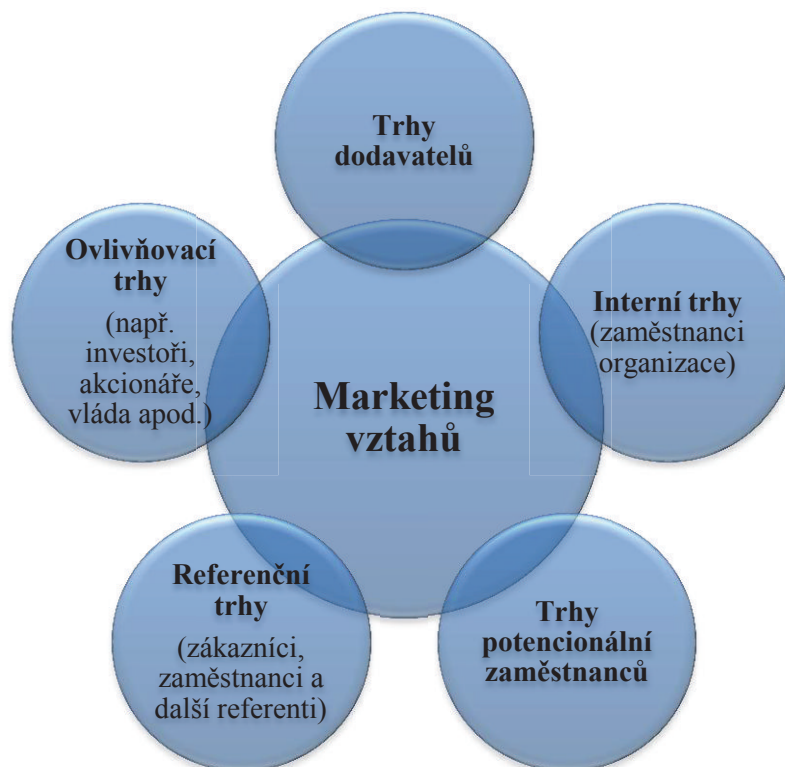 Trhy
dodavatelů
Ovlivňovací
trhy
(např.
investoři,
akcionáře,
vláda apod.)
Interní trhy
(zaměstnanci
organizace)
Marketing
vztahů
Referenční
trhy
(zákazníci,
zaměstnanci a
další referenti)
Trhy
potencionální
zaměstnanců